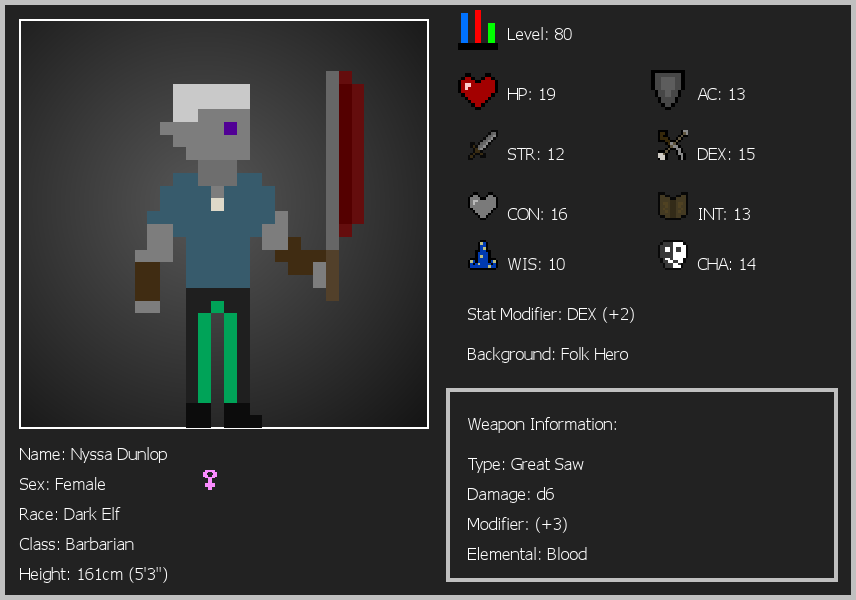 Level: 80
HP: 19
AC: 13
STR: 12
DEX: 15
CON: 16
INT: 13
WIS: 10
CHA: 14
Stat Modifier: DEX (+2)
Background: Folk Hero
Weapon Information:
Type: Great Saw
Damage: d6
Modifier: (+3)
Elemental: Blood
Name: Nyssa Dunlop
Sex: Female
Race: Dark Elf
Class: Barbarian
Height: 161cm (5'3")